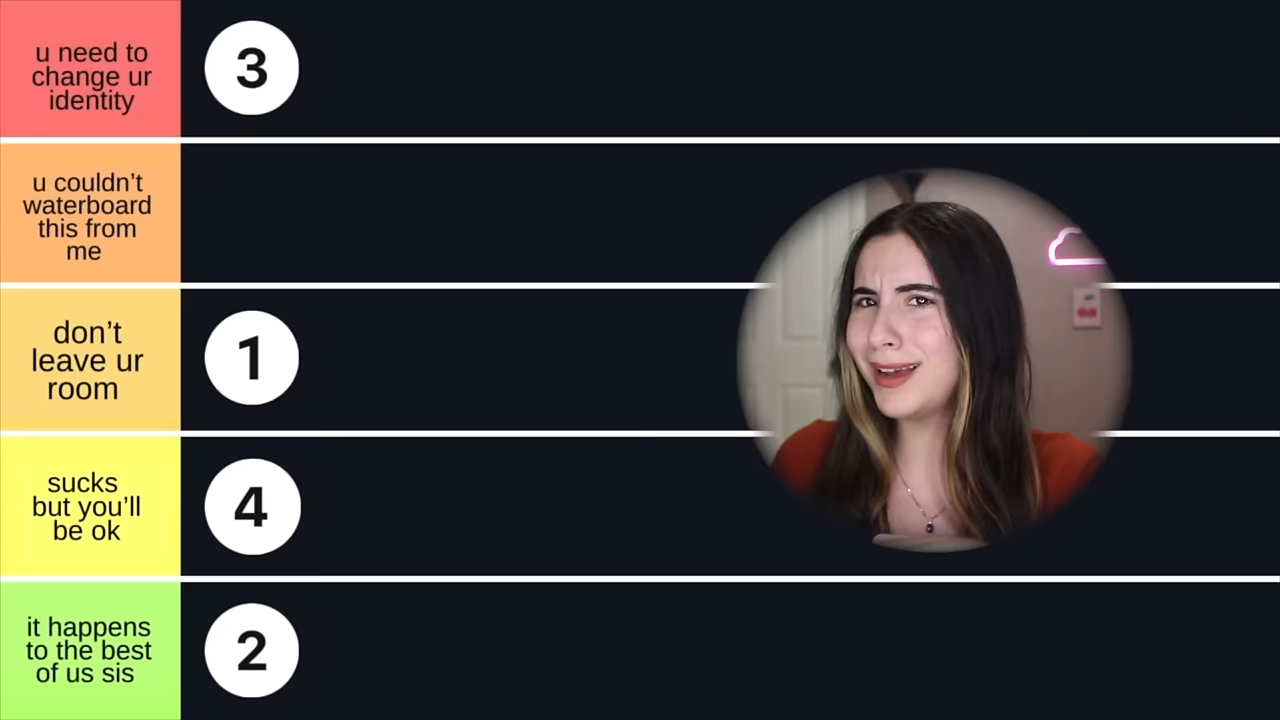 u need to
change ur
identity
3
u couldn’t
waterboard
this from
me
don’t
leave ur
room
1
sucks
but you’ll
be ok
4
it happens
to the best
of us sis
2